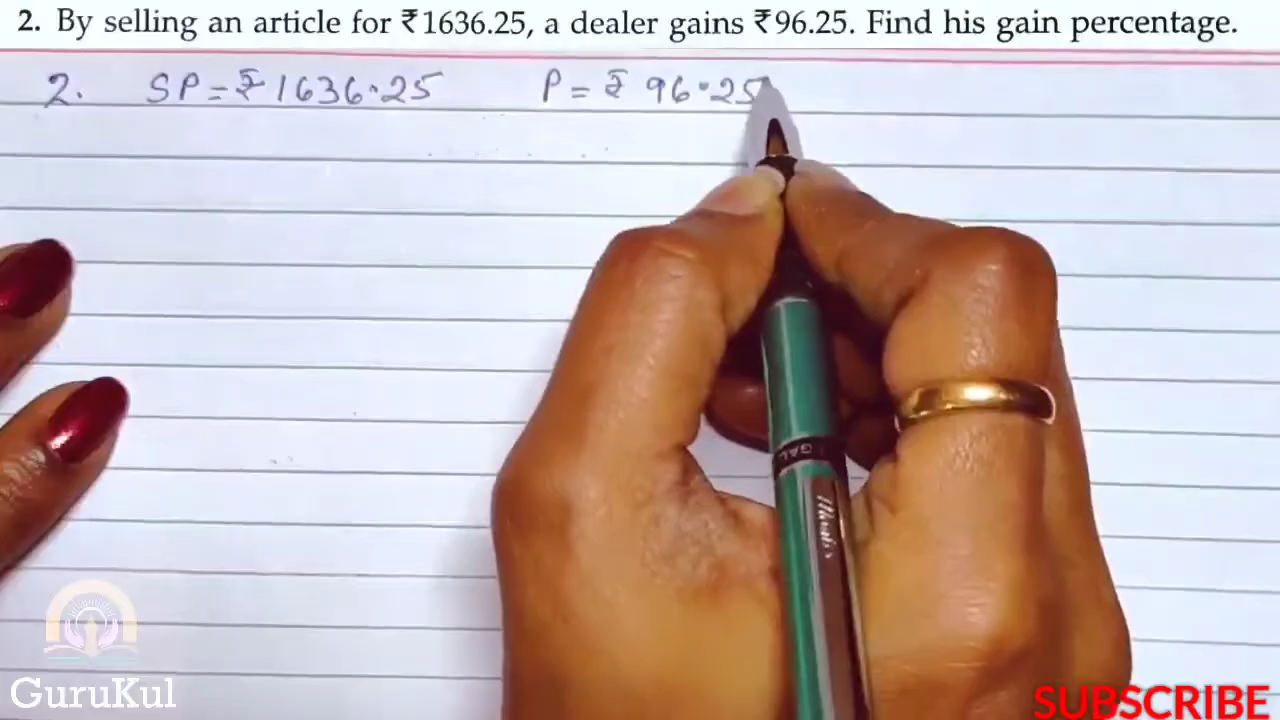 2. By selling an article for ₹1636.25, a dealer gains ₹96.25. Find his gain percentage.
2. SP = ₹ 1636.25 P = ₹ 96.25
GAL
GuruKul
SUBSCRIBE